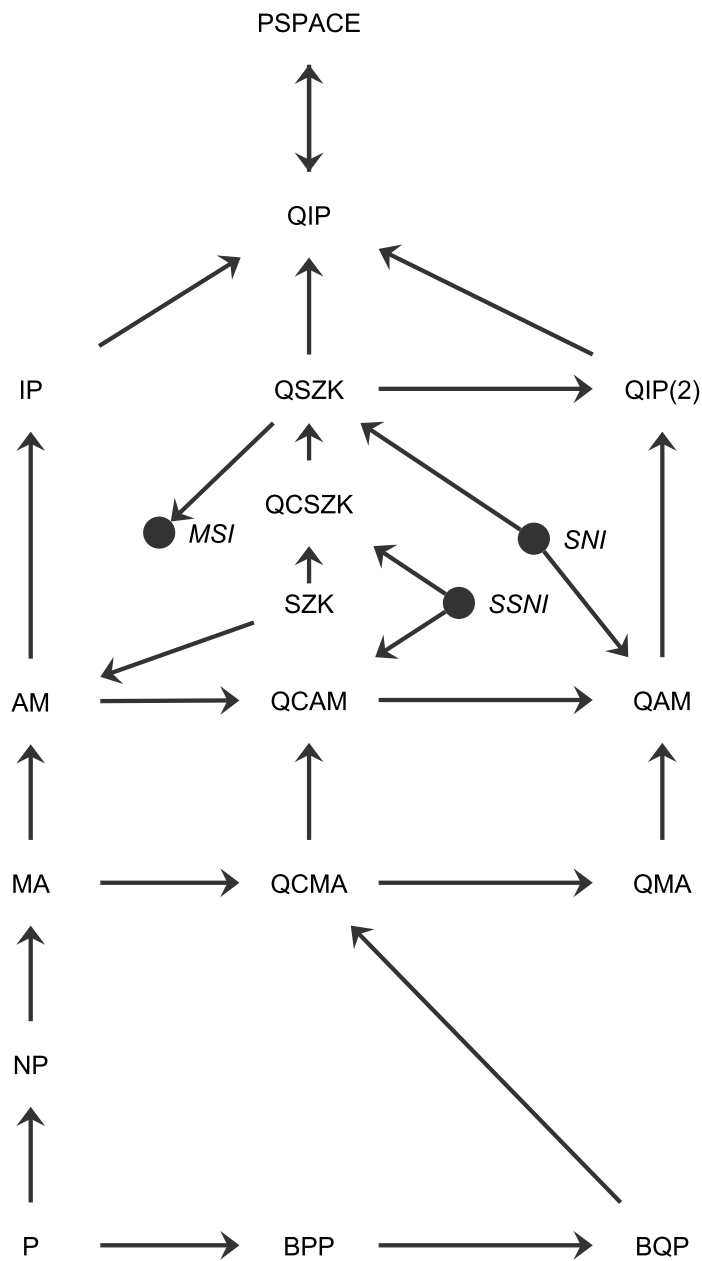 PSPACE
QIP
IP
QSZK
QIP(2)
QCSZK
MSI
SNI
SZK
SSNI
AM
QCAM
QAM
MA
QCMA
QMA
NP
P
BPP
BQP